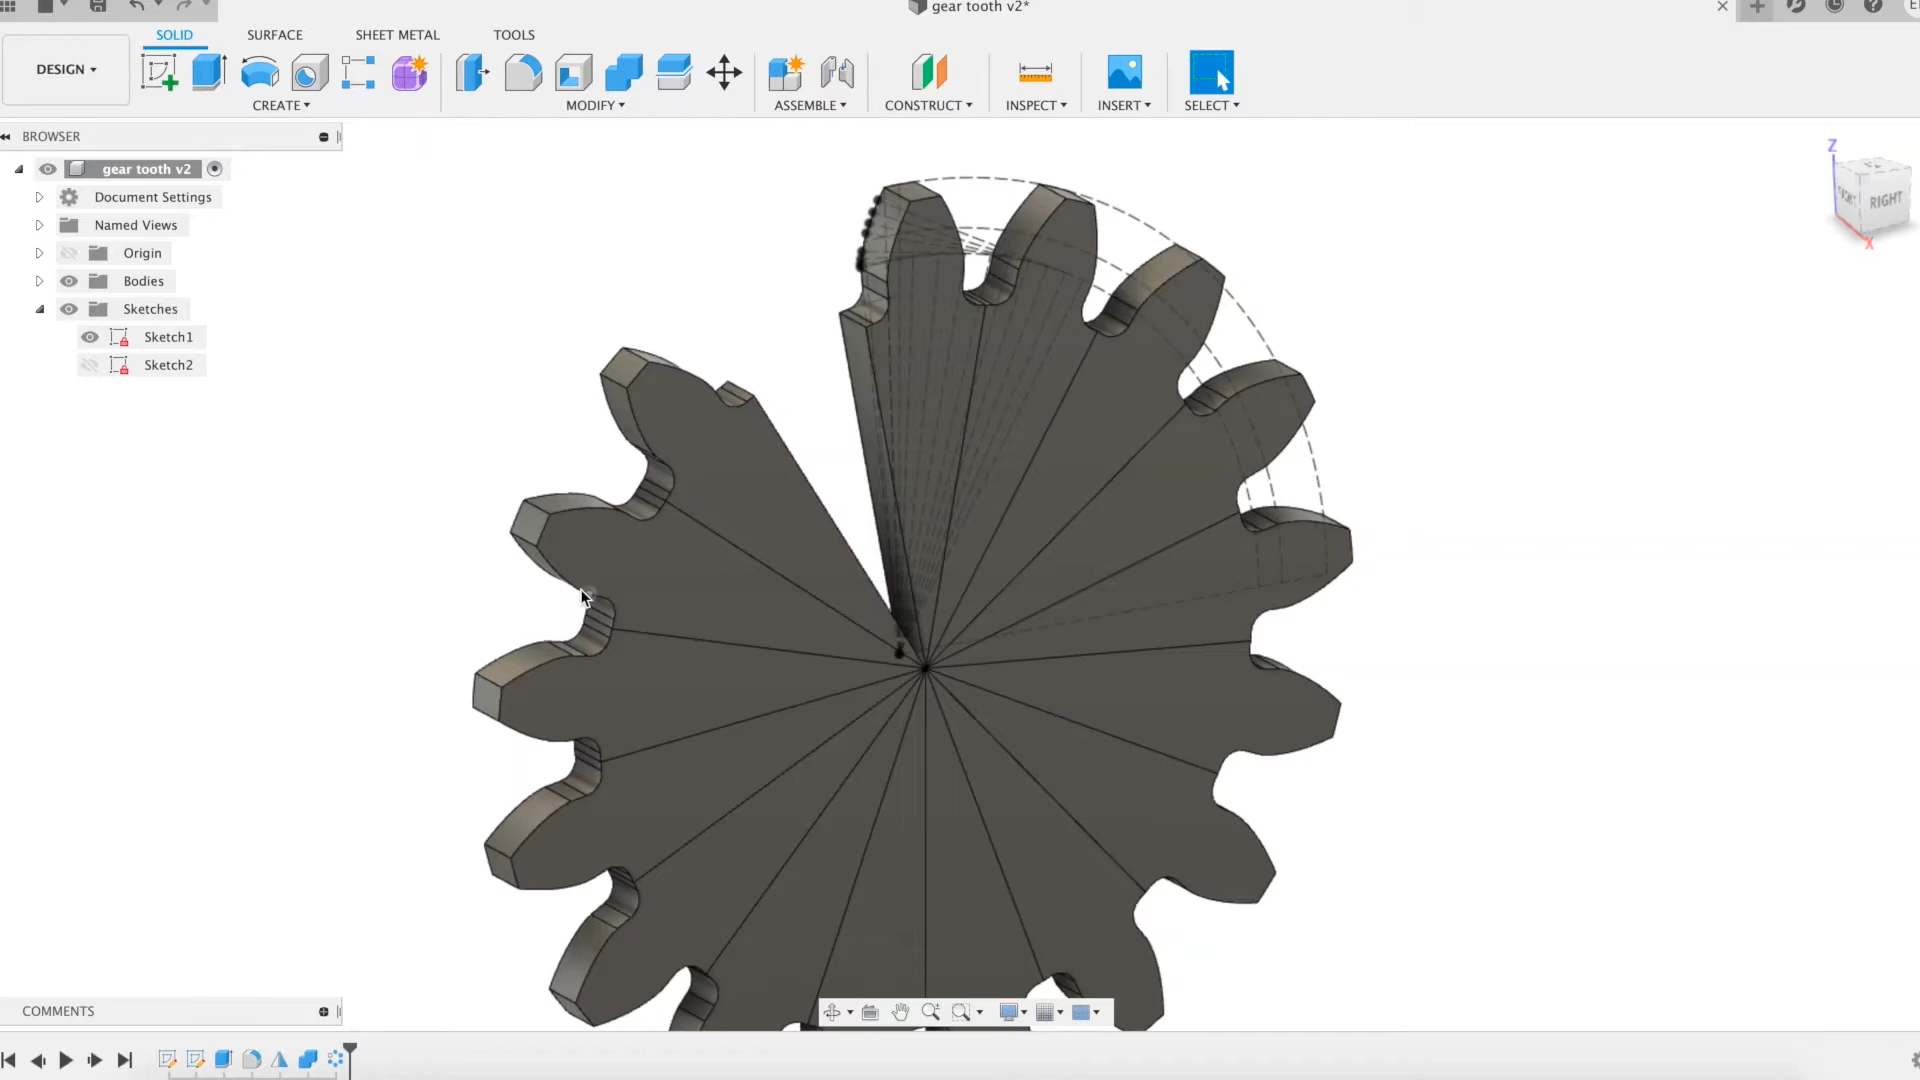 gear tooth v2*
SOLID SURFACE SHEET METAL TOOLS
DESIGN
CREATE MODIFY ASSEMBLE CONSTRUCT INSPECT INSERT SELECT
BROWSER
gear tooth v2
Document Settings
Named Views
Origin
Bodies
Sketches
Sketch1
Sketch2
Z
RIGHT
X
COMMENTS